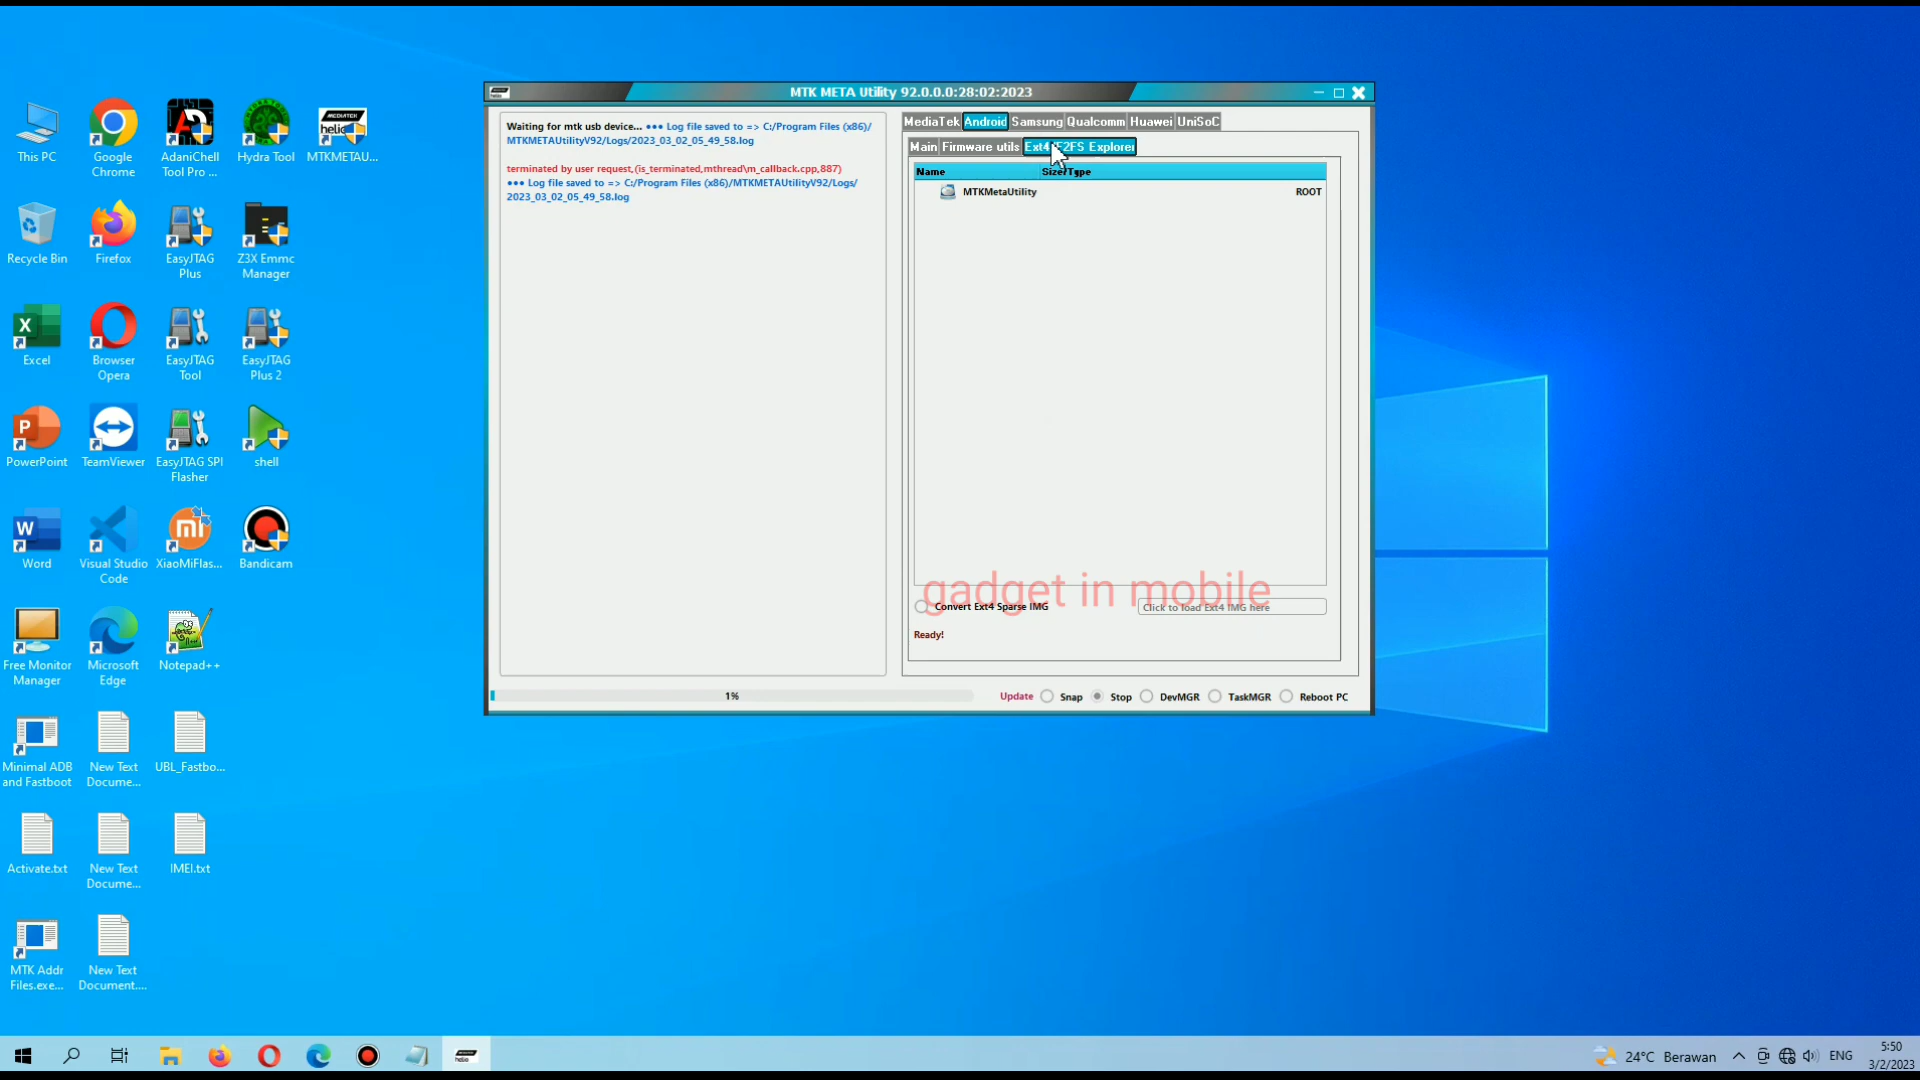 MTK META Utility 92.0.0.0:28:02:2023
Waiting for mtk usb device... ••• Log file saved to => C:/Program Files (x86)/
MTKMETAUtilityV92/Logs/2023_03_02_05_49_58.log
terminated by user request,(is_terminated,mthread\m_callback.cpp,887)
••• Log file saved to => C:/Program Files (x86)/MTKMETAUtilityV92/Logs/
2023_03_02_05_49_58.log
MediaTek Android Samsung Qualcomm Huawei UniSoC
Main Firmware utils Ext4 F2FS Explorer
Name Size/Type
MTKMetaUtility ROOT
gadget in mobile
Convert Ext4 Sparse IMG Click to load Ext4 IMG here
Ready!
1% Update Snap Stop DevMGR TaskMGR Reboot PC
This PC
Google
Chrome
AdaniChell
Tool Pro ...
Hydra Tool
MTKMETAU...
Recycle Bin
Firefox
EasyJTAG
Plus
Z3X Emmc
Manager
Excel
Browser
Opera
EasyJTAG
Tool
EasyJTAG
Plus 2
PowerPoint
TeamViewer
EasyJTAG SPI
Flasher
shell
Word
Visual Studio
Code
XiaoMiFlas...
Bandicam
Free Monitor
Manager
Microsoft
Edge
Notepad++
Minimal ADB
and Fastboot
New Text
Docume...
UBL_Fastbo...
Activate.txt
New Text
Docume...
IMEI.txt
MTK Addr
Files.exe...
New Text
Document....
24°C Berawan
ENG
5:50
3/2/2023